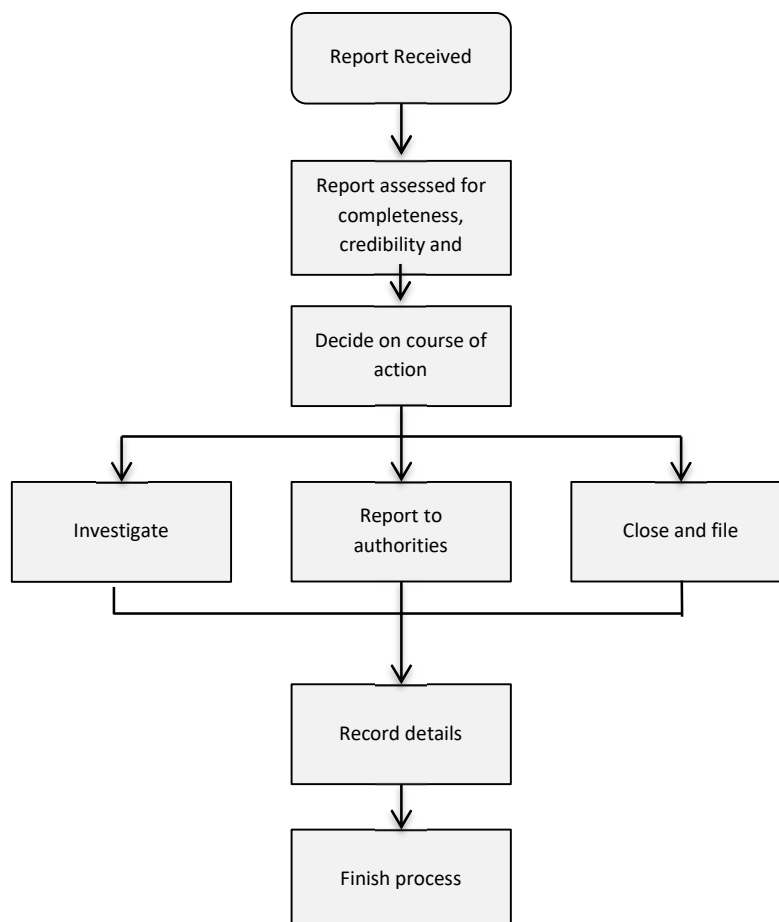 Report Received
Report assessed for
completeness,
credibility and
Decide on course of
action
Investigate
Report to
authorities
Close and file
Record details
Finish process